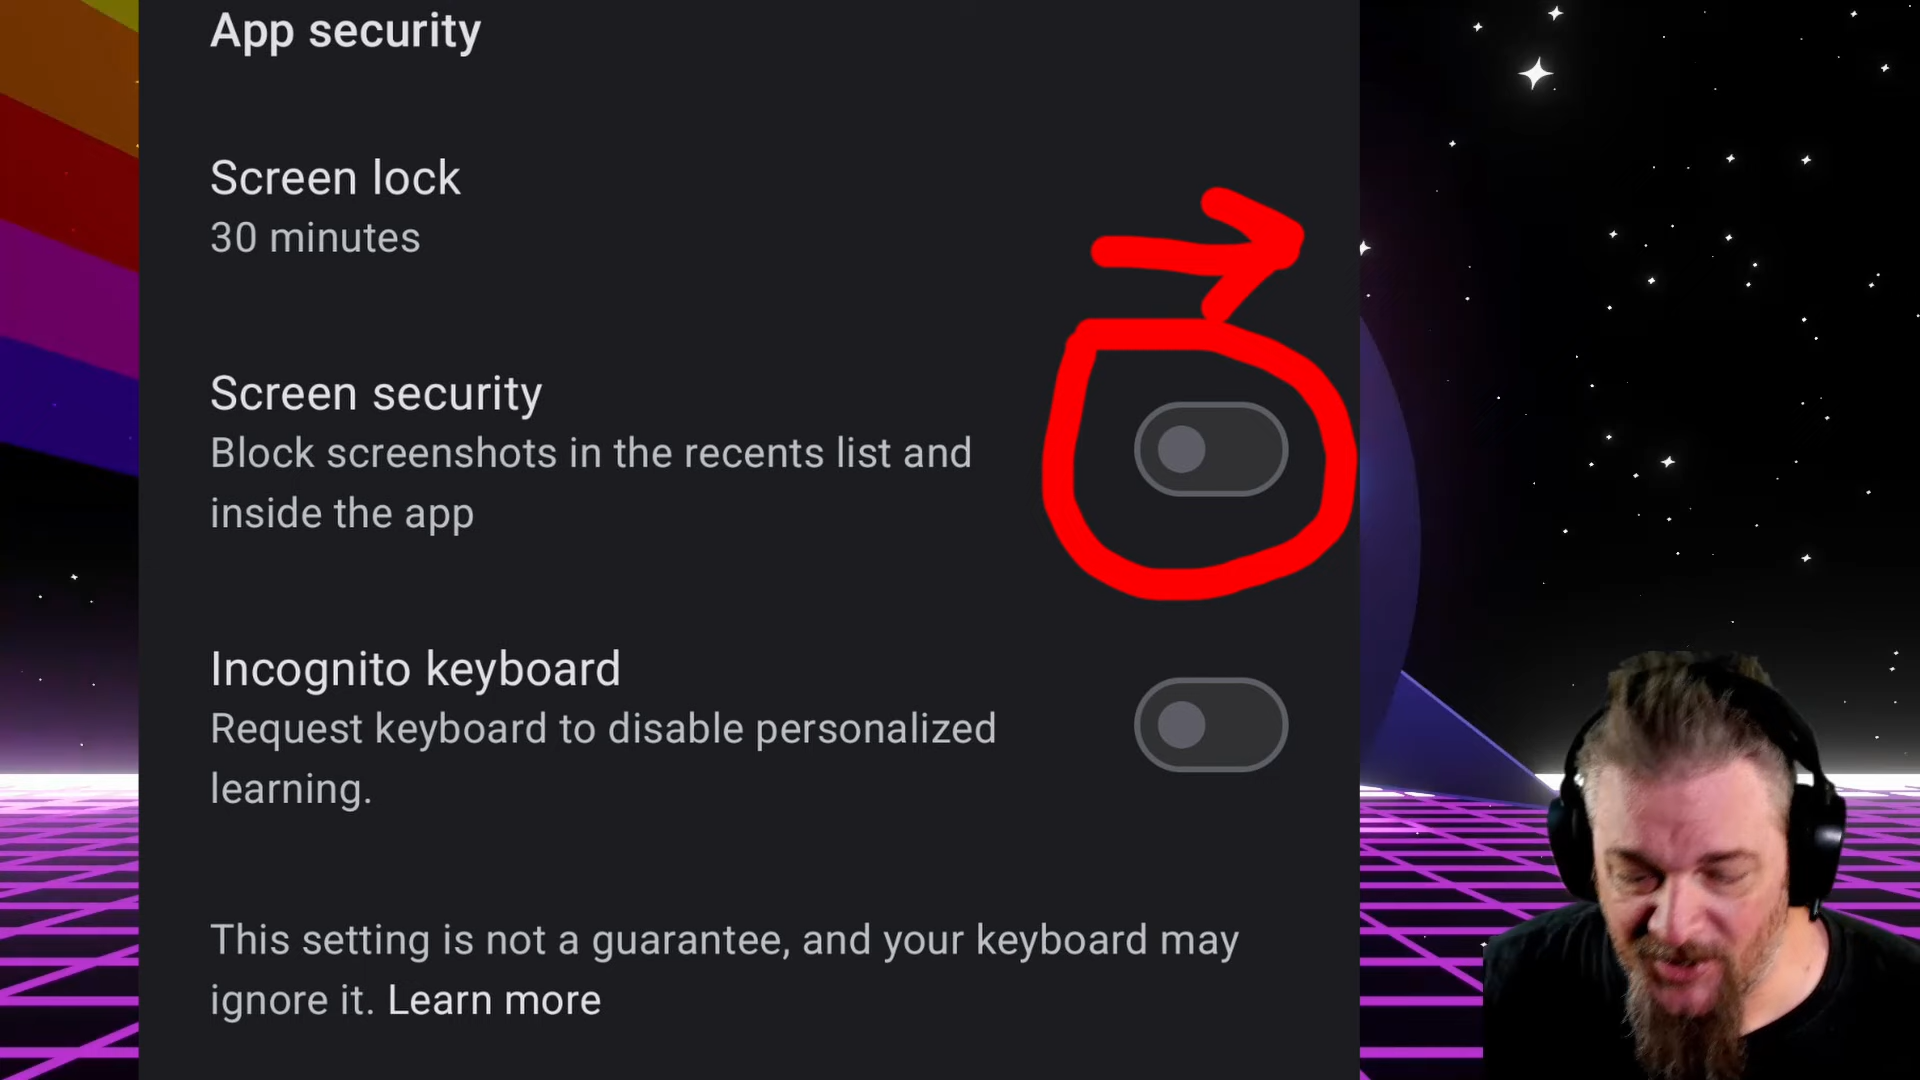 App security
Screen lock
30 minutes
Screen security
Block screenshots in the recents list and
inside the app
Incognito keyboard
Request keyboard to disable personalized
learning.
This setting is not a guarantee, and your keyboard may
ignore it. Learn more